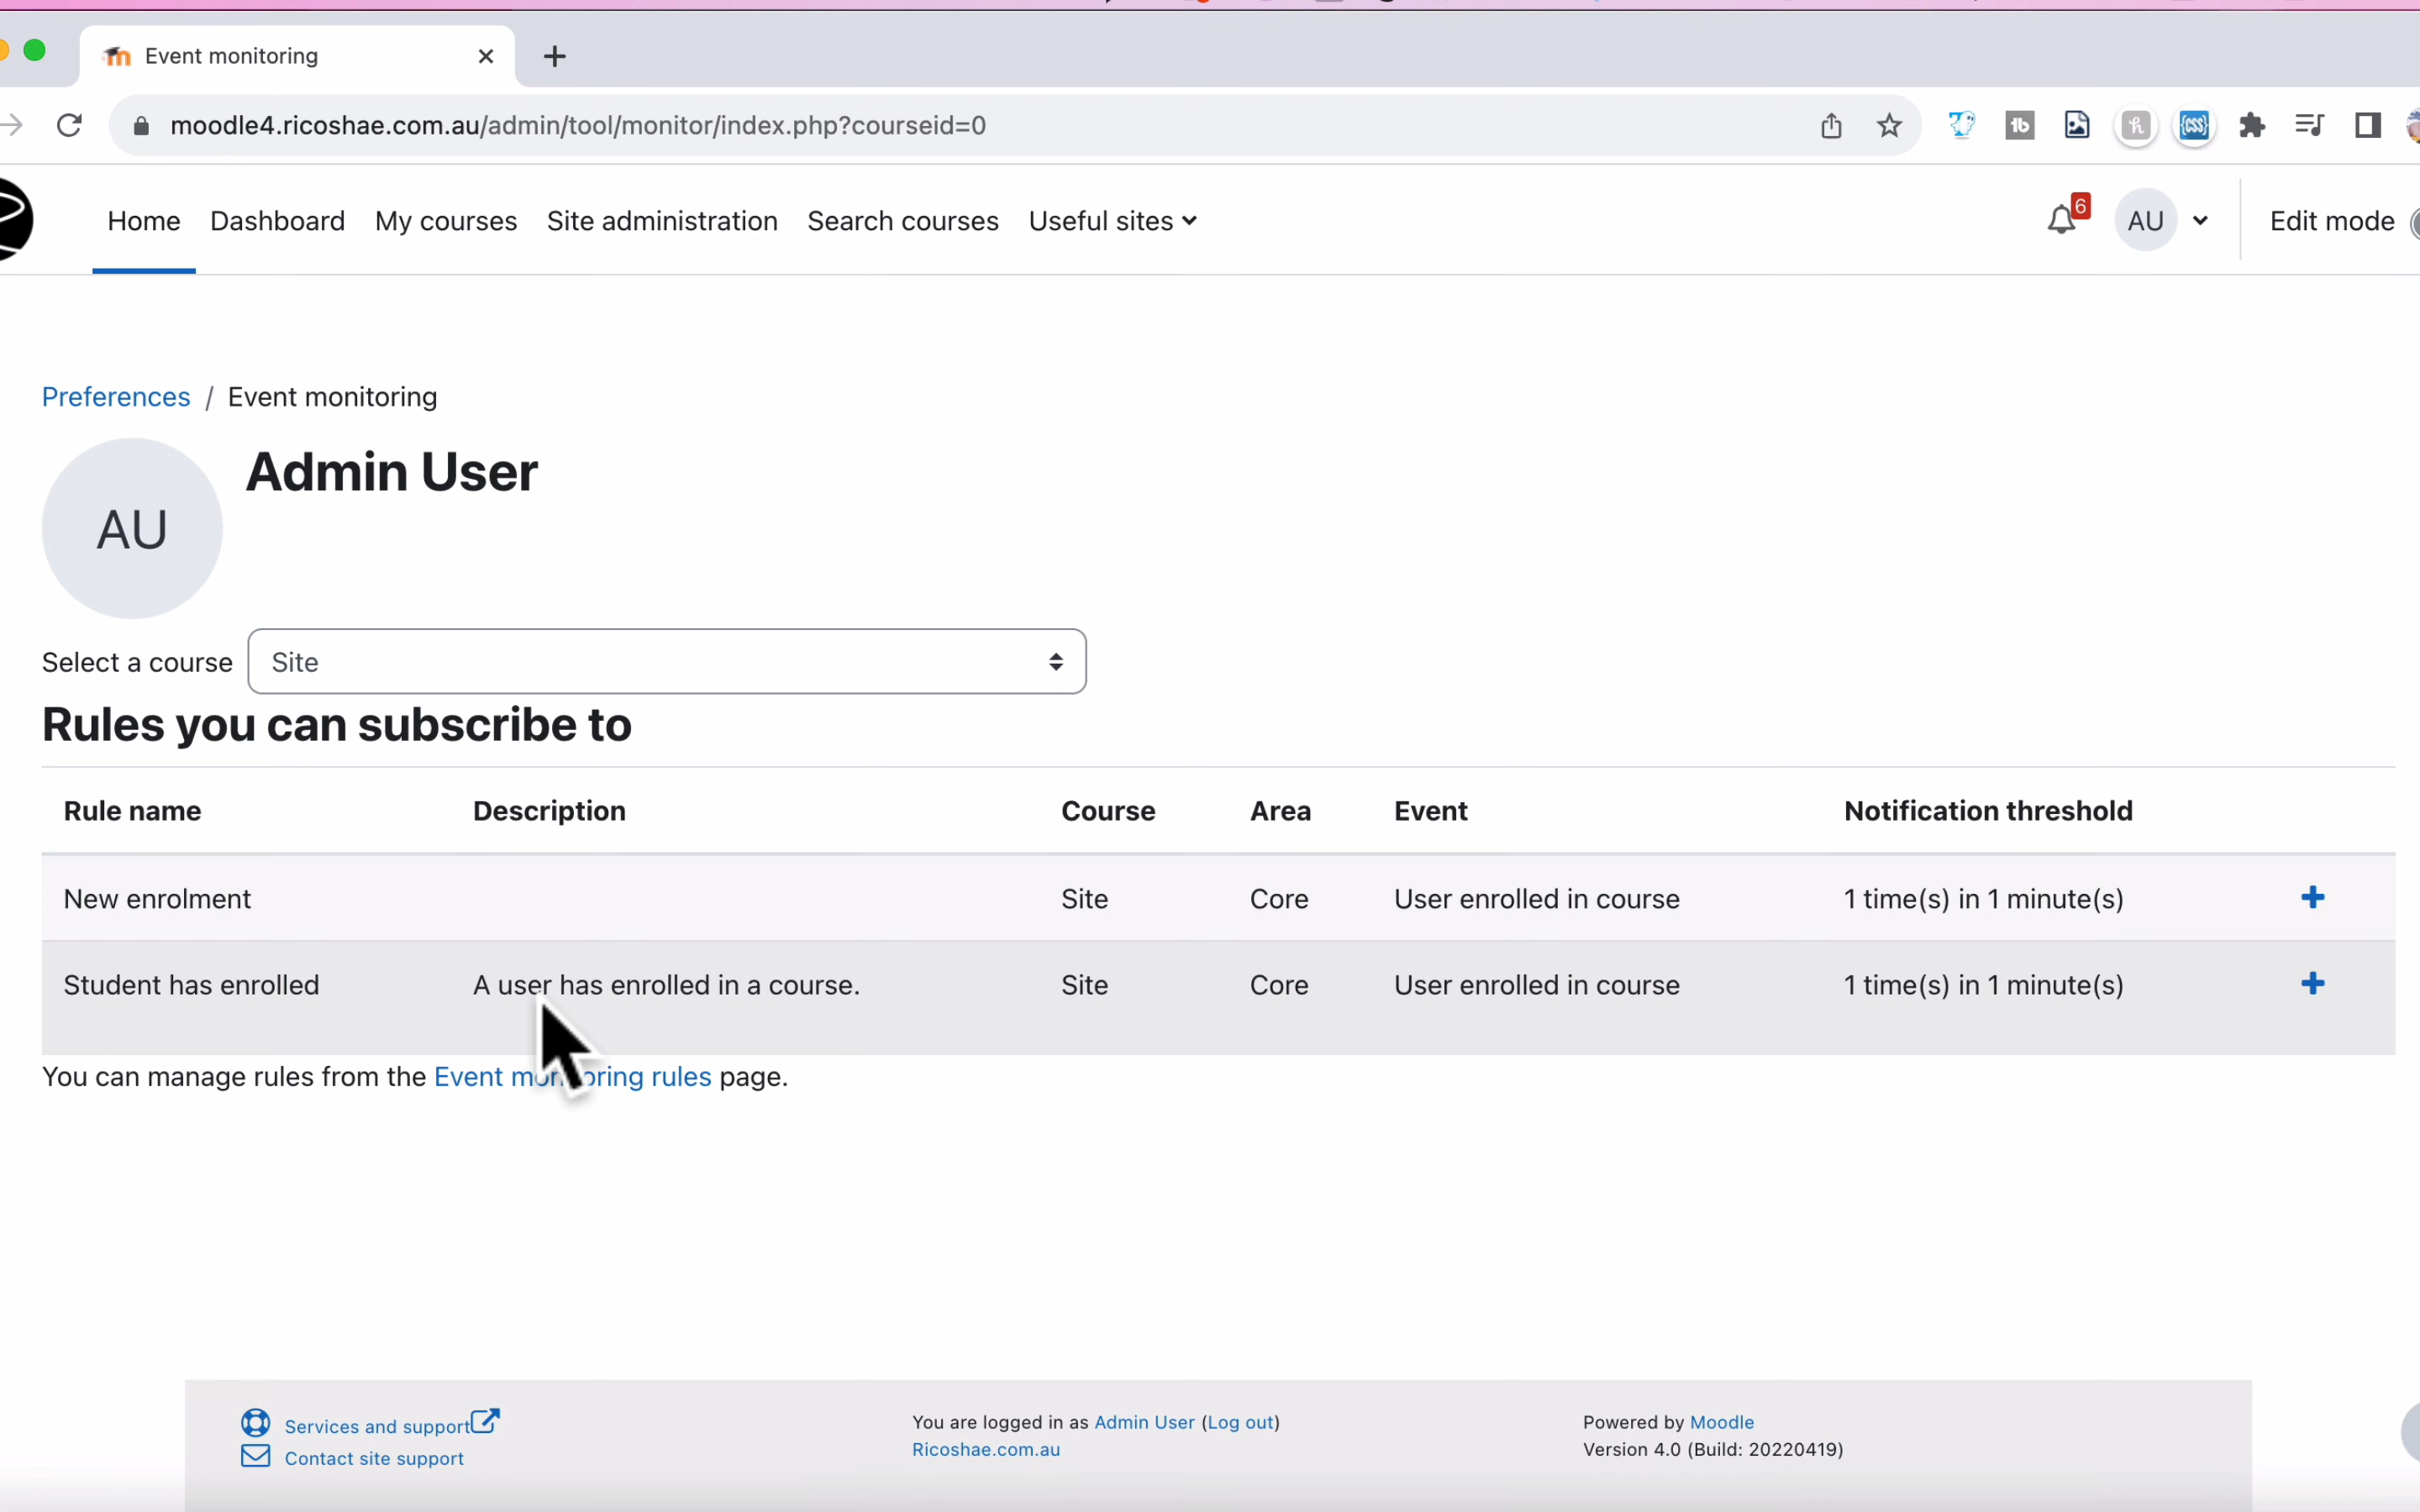 Event monitoring
moodle4.ricoshae.com.au/admin/tool/monitor/index.php?courseid=0
Home Dashboard My courses Site administration Search courses Useful sites 6 AU Edit mode
Preferences / Event monitoring
AU
Admin User
Select a course Site
Rules you can subscribe to
Rule name Description Course Area Event Notification threshold
New enrolment Site Core User enrolled in course 1 time(s) in 1 minute(s)
Student has enrolled A user has enrolled in a course. Site Core User enrolled in course 1 time(s) in 1 minute(s)
You can manage rules from the Event monitoring rules page.
Services and support You are logged in as Admin User (Log out) Powered by Moodle
Contact site support Ricoshae.com.au Version 4.0 (Build: 20220419)